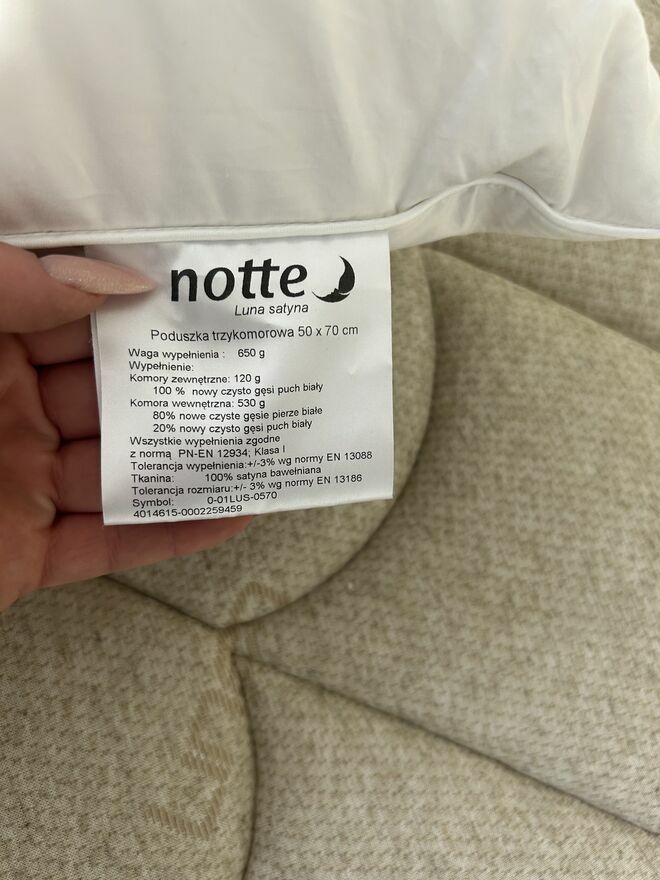 notte
Luna satyna
Poduszka trzykomorowa 50 x 70 cm
Waga wypełnienia : 650 g
Wypełnienie:
Komory zewnętrzne: 120 g
100 % nowy czysto gęsi puch biały
Komora wewnętrzna: 530 g
80% nowe czyste gęsie pierze białe
20% nowy czysto gęsi puch biały
Wszystkie wypełnienia zgodne
z normą PN-EN 12934; Klasa I
Tolerancja wypełnienia:+/-3% wg normy EN 13088
Tkanina: 100% satyna bawełniana
Tolerancja rozmiaru:+/- 3% wg normy EN 13186
Symbol: 0-01LUS-0570
4014615-0002259459